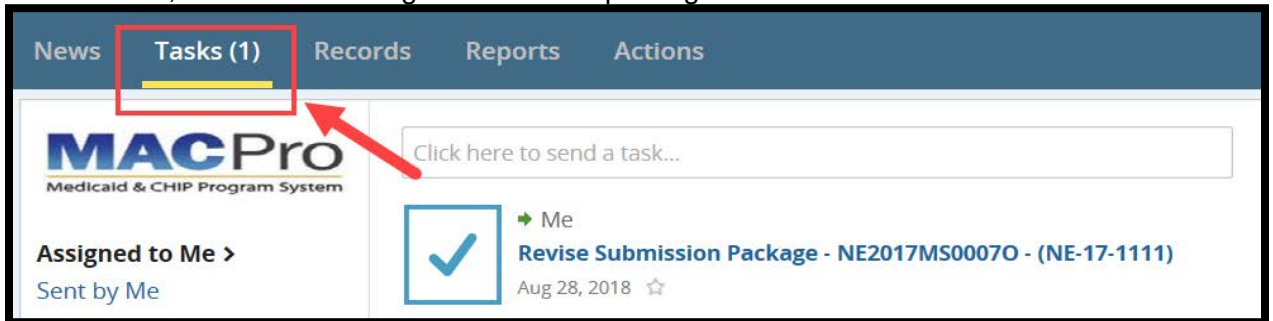 News Tasks (1) Records Reports Actions
MACPro
Medicaid & CHIP Program System
Click here to send a task...
Me
Assigned to Me >
Revise Submission Package - NE2017MS0007O - (NE-17-1111)
Sent by Me
Aug 28, 2018